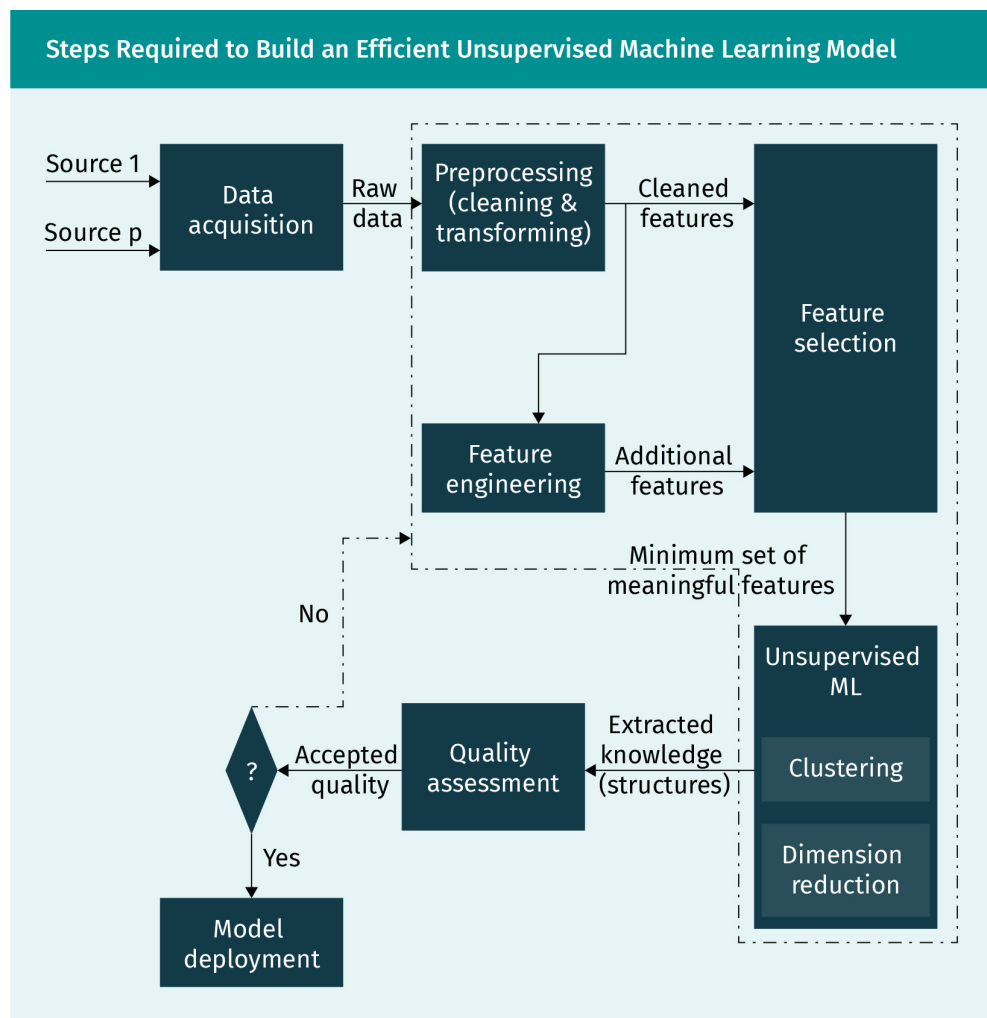 Steps Required to Build an Efficient Unsupervised Machine Learning Model
Source 1
Source p
Data
acquisition
Raw
data
Preprocessing
(cleaning &
transforming)
Cleaned
features
Feature
selection
Feature
engineering
Additional
features
Minimum set of
meaningful features
Unsupervised
ML
Clustering
Dimension
reduction
Extracted
knowledge
(structures)
Quality
assessment
Accepted
quality
?
No
Yes
Model
deployment